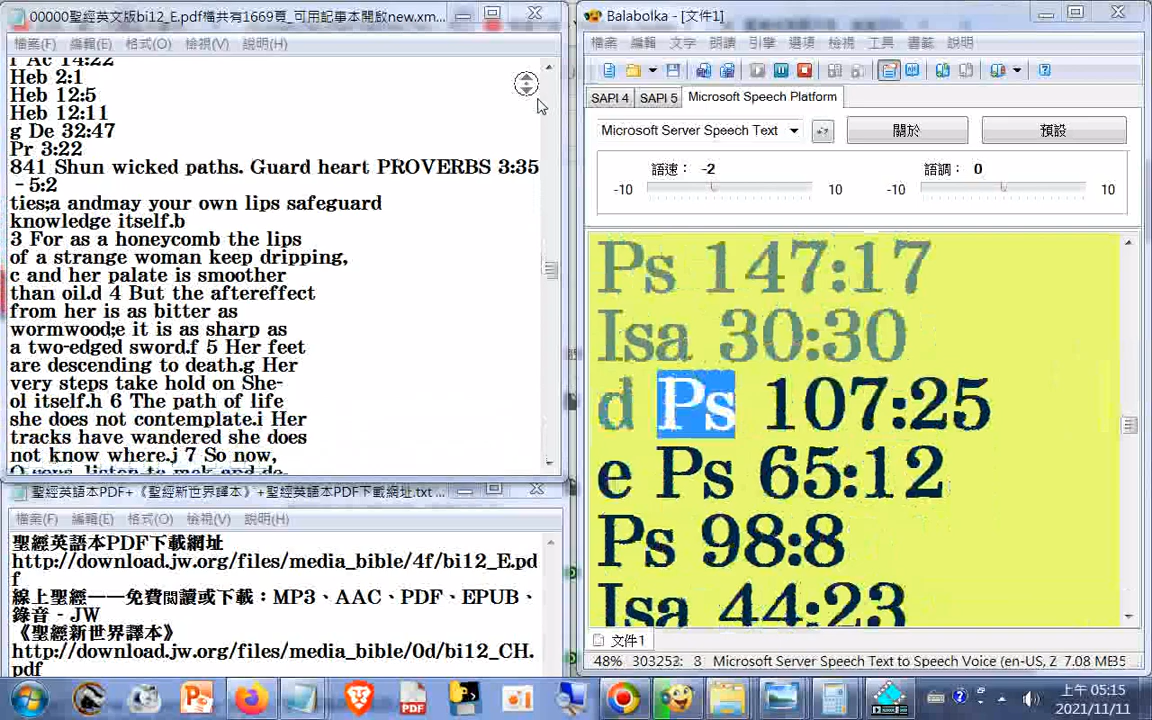 00000聖經英文版bi12_E.pdf檔共有1669頁_可用記事本開啟new.xm...
檔案(F) 編輯(E) 格式(O) 檢視(V) 說明(H)
r Ac 14:22
Heb 2:1
Heb 12:5
Heb 12:11
g De 32:47
Pr 3:22
841 Shun wicked paths. Guard heart PROVERBS 3:35
- 5:2
ties;a andmay your own lips safeguard
knowledge itself.b
3 For as a honeycomb the lips
of a strange woman keep dripping,
c and her palate is smoother
than oil.d 4 But the aftereffect
from her is as bitter as
wormwood;e it is as sharp as
a two-edged sword.f 5 Her feet
are descending to death.g Her
very steps take hold on She-
ol itself.h 6 The path of life
she does not contemplate.i Her
tracks have wandered she does
not know where.j 7 So now,
O sons, listen to mek and de-
聖經英語本PDF+《聖經新世界譯本》+聖經英語本PDF下載網址.txt ...
檔案(F) 編輯(E) 格式(O) 檢視(V) 說明(H)
聖經英語本PDF下載網址
http://download.jw.org/files/media_bible/4f/bi12_E.pd
f
線上聖經──免費閱讀或下載：MP3、AAC、PDF、EPUB、
錄音 - JW
《聖經新世界譯本》
http://download.jw.org/files/media_bible/0d/bi12_CH.
pdf
Balabolka - [文件1]
檔案 編輯 文字 朗讀 引擎 選項 檢視 工具 書籤 說明
SAPI 4 SAPI 5 Microsoft Speech Platform
Microsoft Server Speech Text 關於 預設
語速： -2 語調： 0
-10 10 -10 10
Ps 147:17
Isa 30:30
d Ps 107:25
e Ps 65:12
Ps 98:8
Isa 44:23
文件1
48% 303252: 8 Microsoft Server Speech Text to Speech Voice (en-US, Z 7.08 MB
上午 05:15
2021/11/11